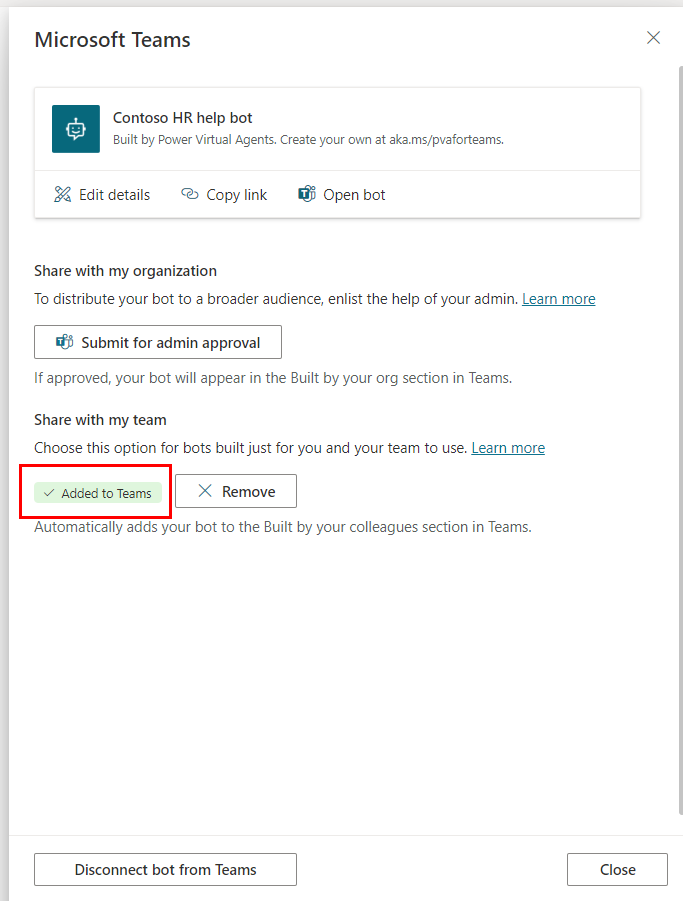 Microsoft Teams
Contoso HR help bot
Built by Power Virtual Agents. Create your own at aka.ms/pvaforteams.
Edit details Copy link Open bot
Share with my organization
To distribute your bot to a broader audience, enlist the help of your admin. Learn more
Submit for admin approval
If approved, your bot will appear in the Built by your org section in Teams.
Share with my team
Choose this option for bots built just for you and your team to use. Learn more
Added to Teams Remove
Automatically adds your bot to the Built by your colleagues section in Teams.
Disconnect bot from Teams Close